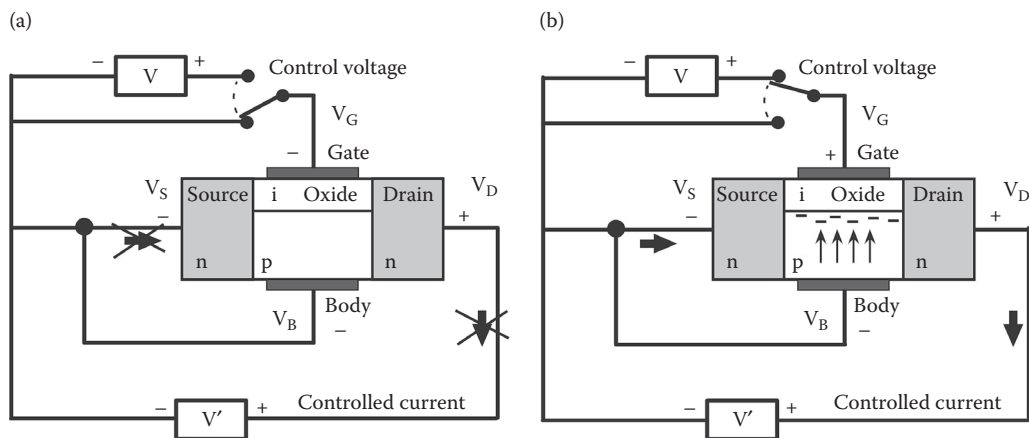 (a)
− V + Control voltage
V_G
− Gate
V_S Source i Oxide Drain V_D
− +
n p n
V_B Body
−
− V′ + Controlled current
(b)
− V + Control voltage
V_G
+ Gate
V_S Source i Oxide Drain V_D
− +
n p n
V_B Body
−
− V′ + Controlled current